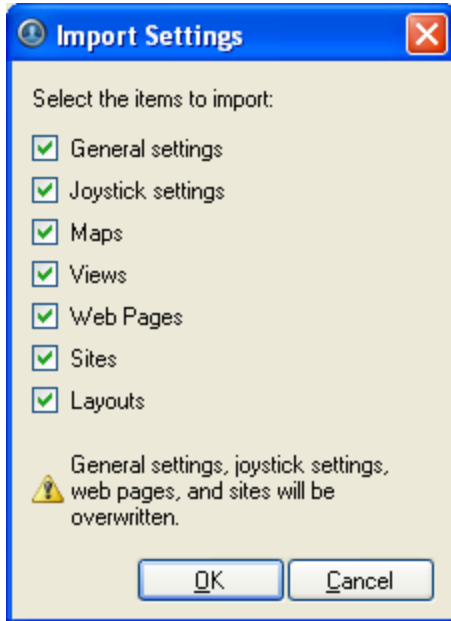 Import Settings
Select the items to import:
General settings
Joystick settings
Maps
Views
Web Pages
Sites
Layouts
General settings, joystick settings,
web pages, and sites will be
overwritten.
OK
Cancel